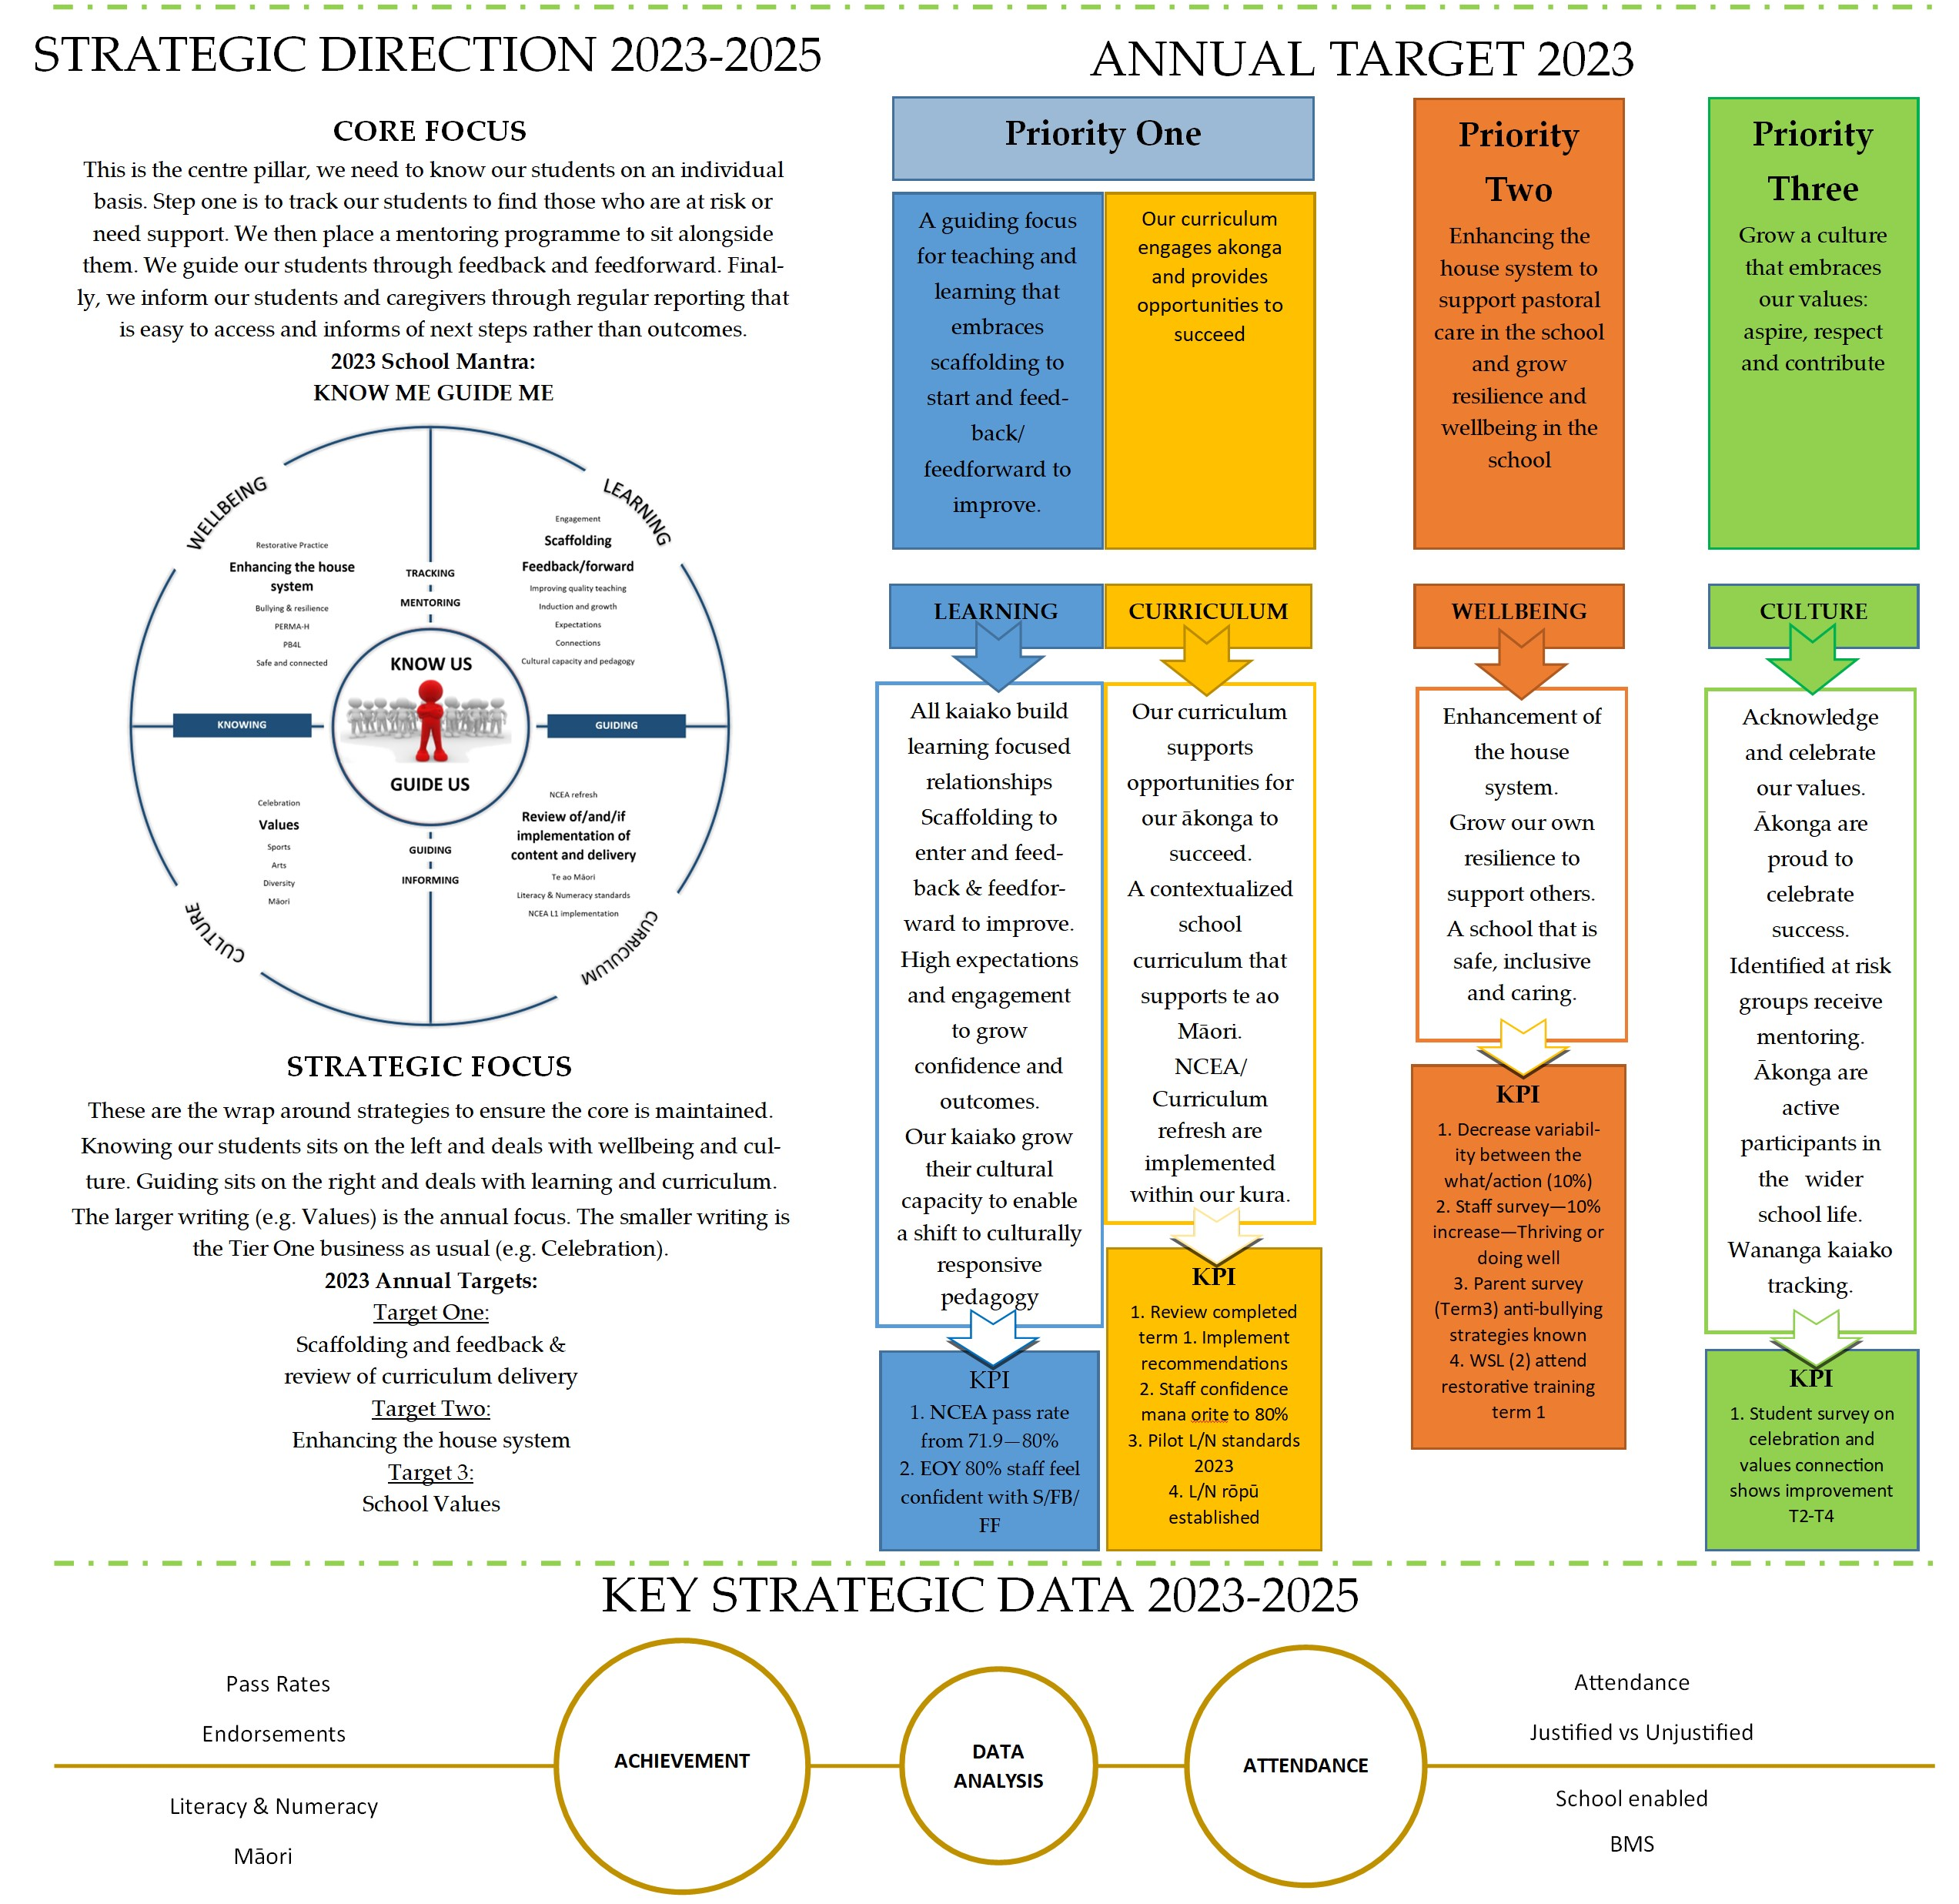 STRATEGIC DIRECTION 2023-2025
CORE FOCUS
This is the centre pillar, we need to know our students on an individual
basis. Step one is to track our students to find those who are at risk or
need support. We then place a mentoring programme to sit alongside
them. We guide our students through feedback and feedforward. Final-
ly, we inform our students and caregivers through regular reporting that
is easy to access and informs of next steps rather than outcomes.
2023 School Mantra:
KNOW ME GUIDE ME
WELLBEING
Restorative Practice
Enhancing the house
system
Bullying & resilience
PERMA-H
PB4L
Safe and connected
TRACKING
MENTORING
LEARNING
Engagement
Scaffolding
Feedback/forward
Improving quality teaching
Induction and growth
Expectations
Connections
Cultural capacity and pedagogy
KNOWING
KNOW US
GUIDE US
GUIDING
Celebration
Values
Sports
Arts
Diversity
Māori
CULTURE
GUIDING
INFORMING
NCEA refresh
Review of/and/if
implementation of
content and delivery
Te ao Māori
Literacy & Numeracy standards
NCEA L1 implementation
CURRICULUM
STRATEGIC FOCUS
These are the wrap around strategies to ensure the core is maintained.
Knowing our students sits on the left and deals with wellbeing and cul-
ture. Guiding sits on the right and deals with learning and curriculum.
The larger writing (e.g. Values) is the annual focus. The smaller writing is
the Tier One business as usual (e.g. Celebration).
2023 Annual Targets:
Target One:
Scaffolding and feedback &
review of curriculum delivery
Target Two:
Enhancing the house system
Target 3:
School Values
ANNUAL TARGET 2023
Priority One
A guiding focus
for teaching and
learning that
embraces
scaffolding to
start and feed-
back/
feedforward to
improve.
Our curriculum
engages akonga
and provides
opportunities to
succeed
Priority
Two
Enhancing the
house system to
support pastoral
care in the school
and grow
resilience and
wellbeing in the
school
Priority
Three
Grow a culture
that embraces
our values:
aspire, respect
and contribute
LEARNING
All kaiako build
learning focused
relationships
Scaffolding to
enter and feed-
back & feedfor-
ward to improve.
High expectations
and engagement
to grow
confidence and
outcomes.
Our kaiako grow
their cultural
capacity to enable
a shift to culturally
responsive
pedagogy
KPI
1. NCEA pass rate
from 71.9—80%
2. EOY 80% staff feel
confident with S/FB/
FF
CURRICULUM
Our curriculum
supports
opportunities for
our ākonga to
succeed.
A contextualized
school
curriculum that
supports te ao
Māori.
NCEA/
Curriculum
refresh are
implemented
within our kura.
KPI
1. Review completed
term 1. Implement
recommendations
2. Staff confidence
mana orite to 80%
3. Pilot L/N standards
2023
4. L/N rōpū
established
WELLBEING
Enhancement of
the house
system.
Grow our own
resilience to
support others.
A school that is
safe, inclusive
and caring.
KPI
1. Decrease variabil-
ity between the
what/action (10%)
2. Staff survey—10%
increase—Thriving or
doing well
3. Parent survey
(Term3) anti-bullying
strategies known
4. WSL (2) attend
restorative training
term 1
CULTURE
Acknowledge
and celebrate
our values.
Ākonga are
proud to
celebrate
success.
Identified at risk
groups receive
mentoring.
Ākonga are
active
participants in
the wider
school life.
Wananga kaiako
tracking.
KPI
1. Student survey on
celebration and
values connection
shows improvement
T2-T4
KEY STRATEGIC DATA 2023-2025
Pass Rates
Endorsements
Literacy & Numeracy
Māori
ACHIEVEMENT
DATA
ANALYSIS
ATTENDANCE
Attendance
Justified vs Unjustified
School enabled
BMS